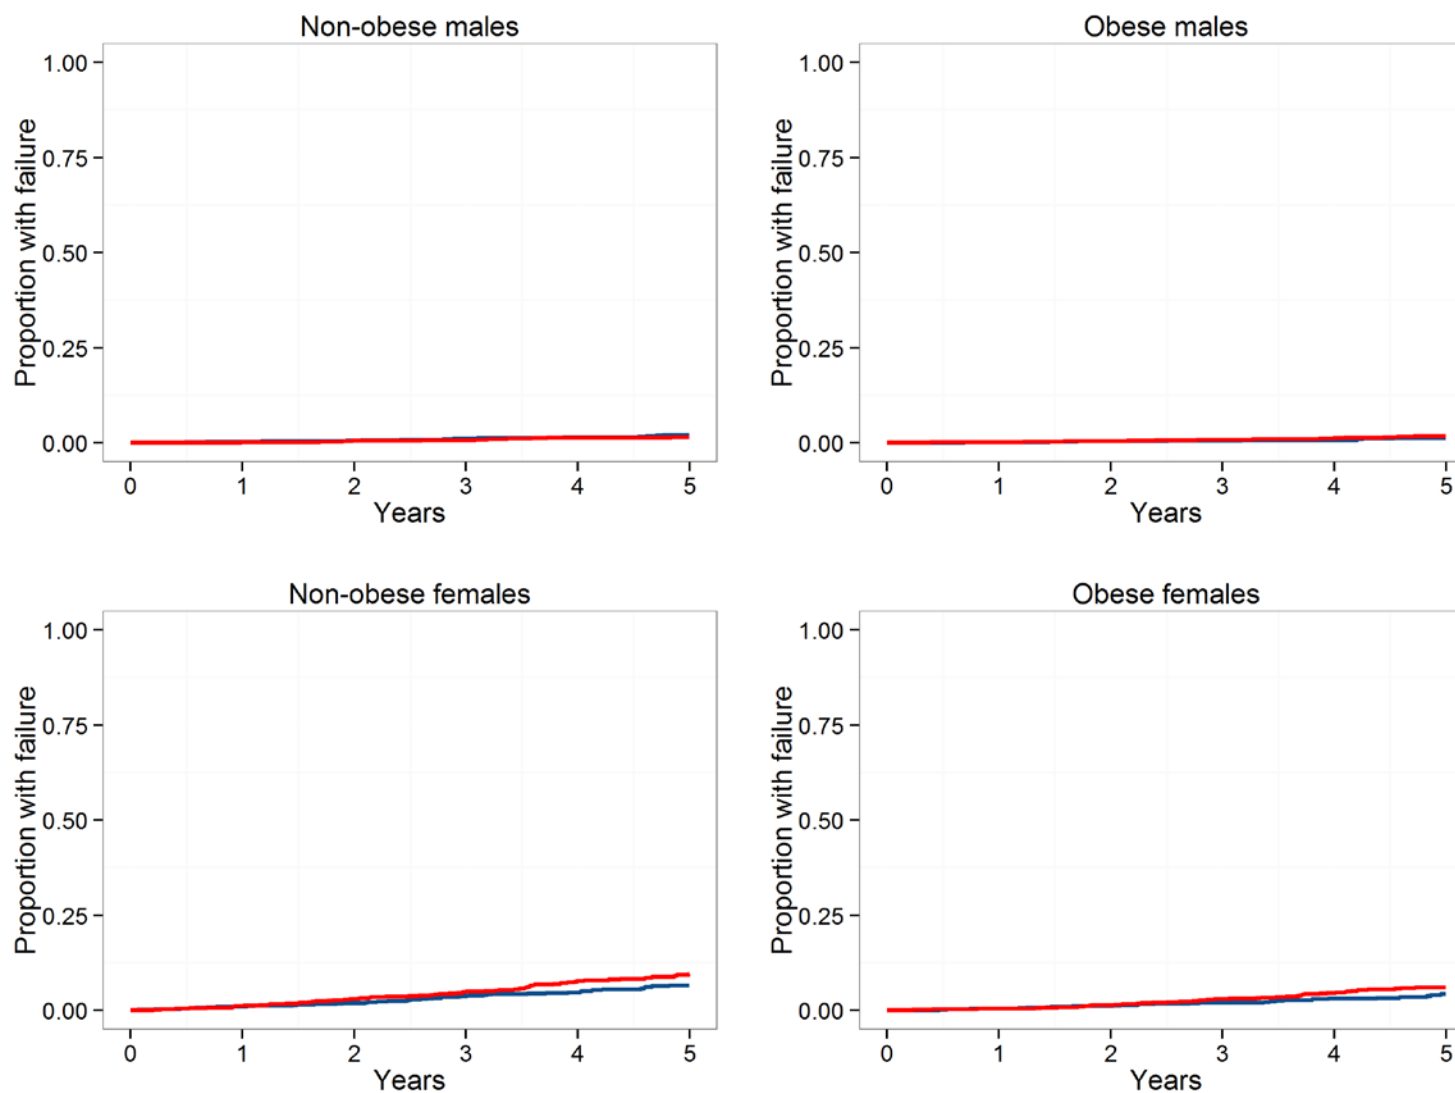 Non-obese males
Proportion with failure
1.00
0.75
0.50
0.25
0.00
0 1 2 3 4 5
Years
Obese males
Proportion with failure
1.00
0.75
0.50
0.25
0.00
0 1 2 3 4 5
Years
Non-obese females
Proportion with failure
1.00
0.75
0.50
0.25
0.00
0 1 2 3 4 5
Years
Obese females
Proportion with failure
1.00
0.75
0.50
0.25
0.00
0 1 2 3 4 5
Years